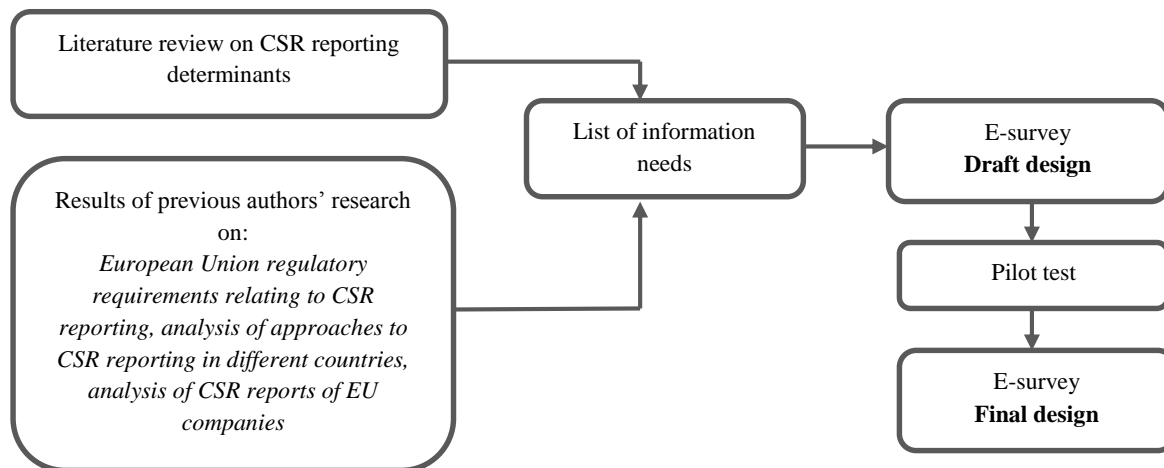 Literature review on CSR reporting
determinants
Results of previous authors’ research
on:
European Union regulatory
requirements relating to CSR
reporting, analysis of approaches to
CSR reporting in different countries,
analysis of CSR reports of EU
companies
List of information
needs
E-survey
Draft design
Pilot test
E-survey
Final design